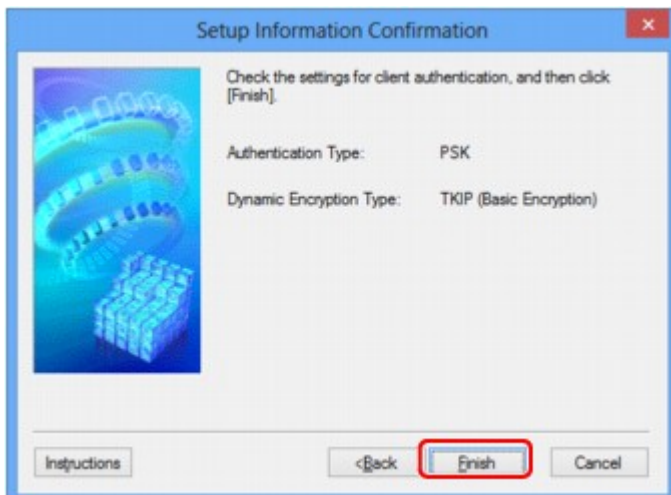 Setup Information Confirmation
Check the settings for client authentication, and then click
[Finish].
Authentication Type: PSK
Dynamic Encryption Type: TKIP (Basic Encryption)
Instructions <Back Finish Cancel